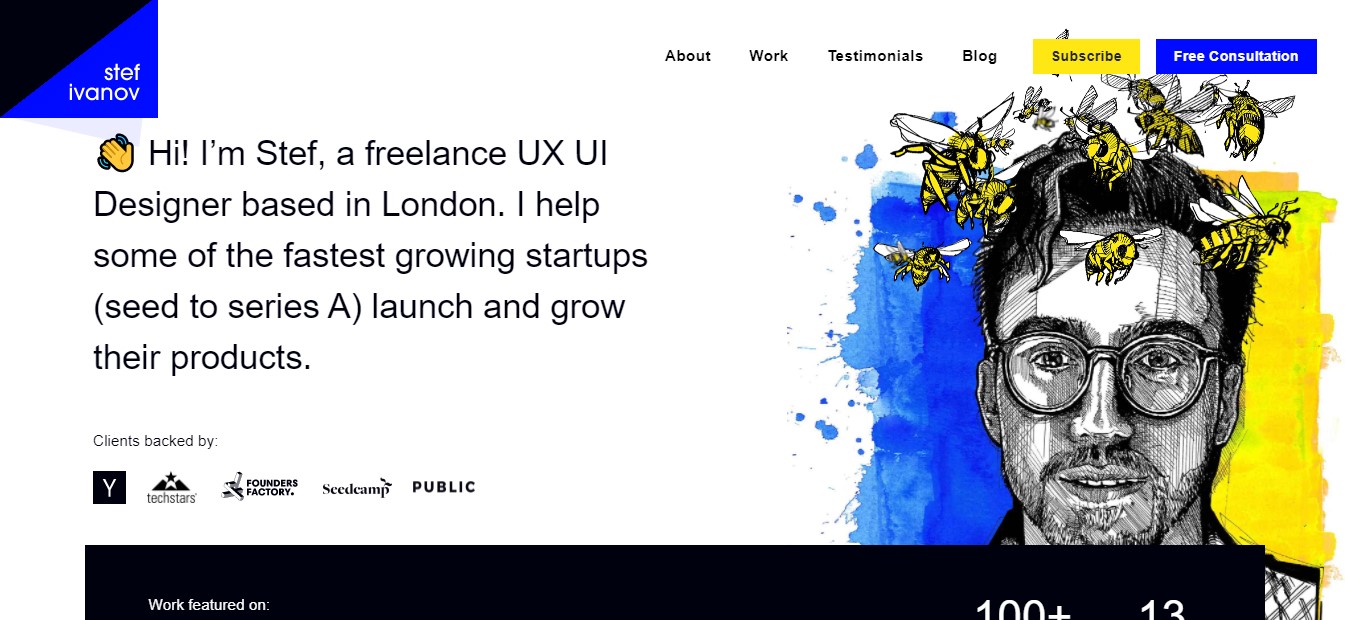 stef
ivanov
About Work Testimonials Blog Subscribe Free Consultation
👋 Hi! I’m Stef, a freelance UX UI
Designer based in London. I help
some of the fastest growing startups
(seed to series A) launch and grow
their products.
Clients backed by:
Y techstars FOUNDERS FACTORY. Seedcamp PUBLIC
Work featured on:
100+ 13